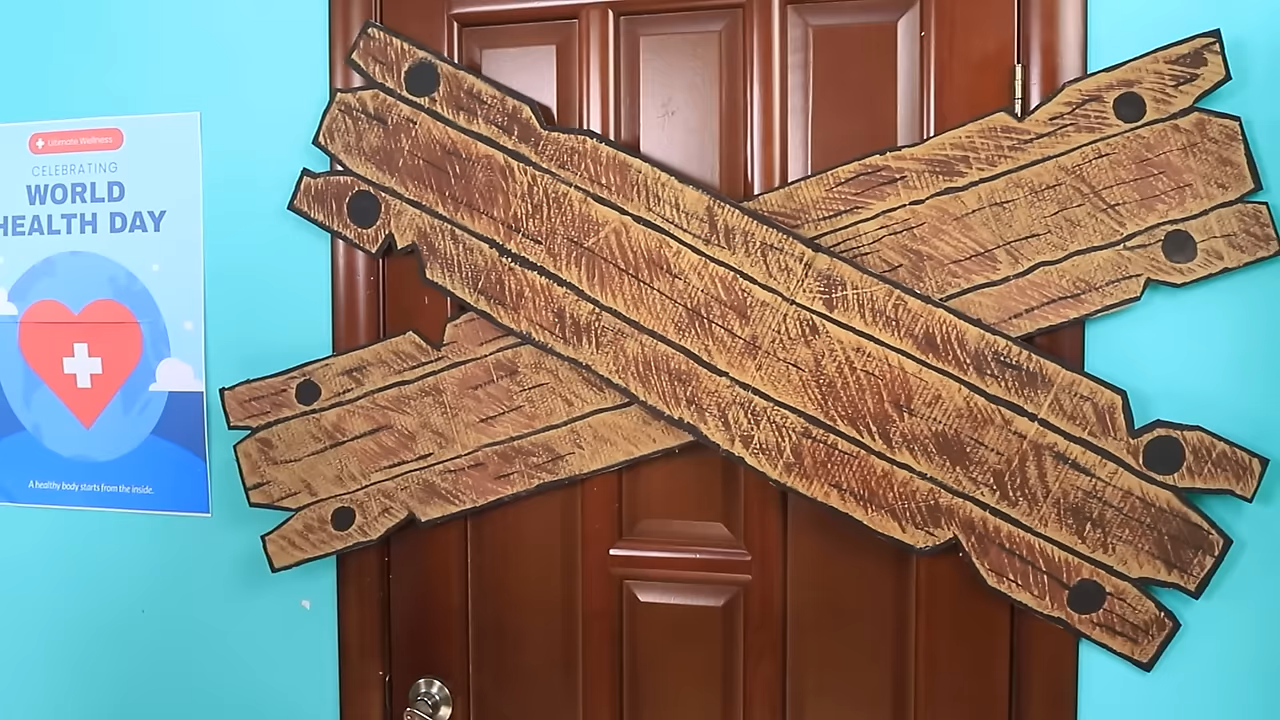 Ultimate Wellness
CELEBRATING
WORLD
HEALTH DAY
A healthy body starts from the inside.